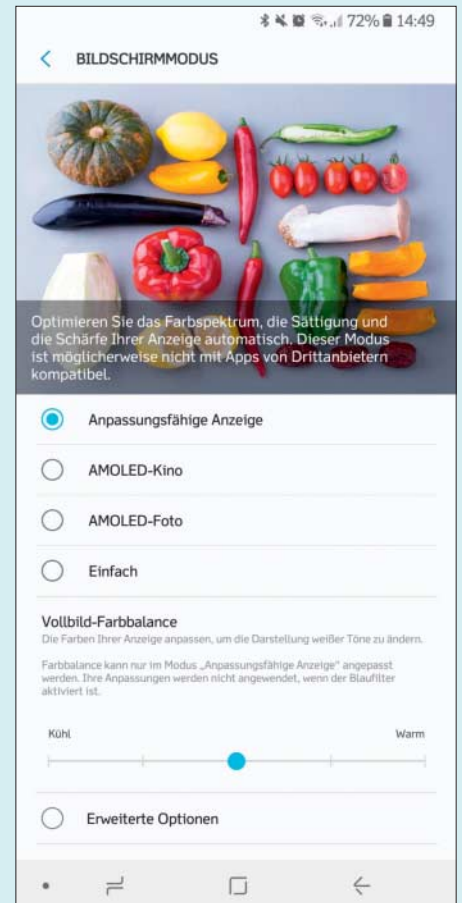 72% 14:49
BILDSCHIRMMODUS
Optimieren Sie das Farbspektrum, die Sättigung und
die Schärfe Ihrer Anzeige automatisch. Dieser Modus
ist möglicherweise nicht mit Apps von Drittanbietern
kompatibel.
Anpassungsfähige Anzeige
AMOLED-Kino
AMOLED-Foto
Einfach
Vollbild-Farbbalance
Die Farben Ihrer Anzeige anpassen, um die Darstellung weißer Töne zu ändern.
Farbbalance kann nur im Modus „Anpassungsfähige Anzeige" angepasst
werden. Ihre Anpassungen werden nicht angewendet, wenn der Blaufilter
aktiviert ist.
Kühl Warm
Erweiterte Optionen